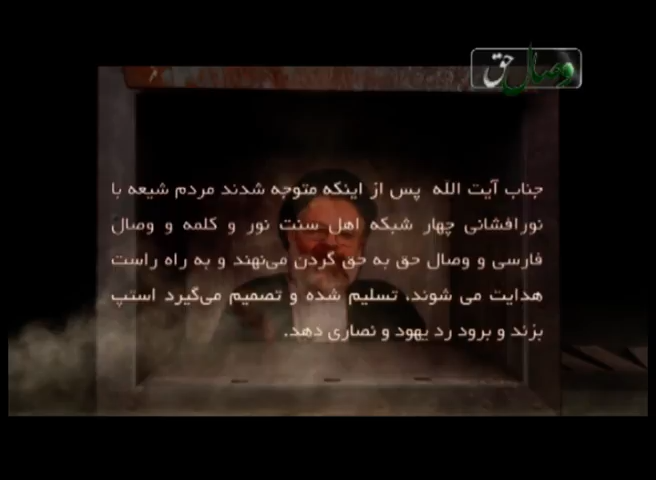 وصال حق
جناب آیت الله پس از اینکه متوجه شدند مردم شیعه با
نورافشانی چهار شبکه اهل سنت نور و کلمه و وصال
فارسی و وصال حق به حق گردن می‌نهند و به راه راست
هدایت می شوند، تسلیم شده و تصمیم می‌گیرد استپ
بزند و برود رد یهود و نصاری دهد.